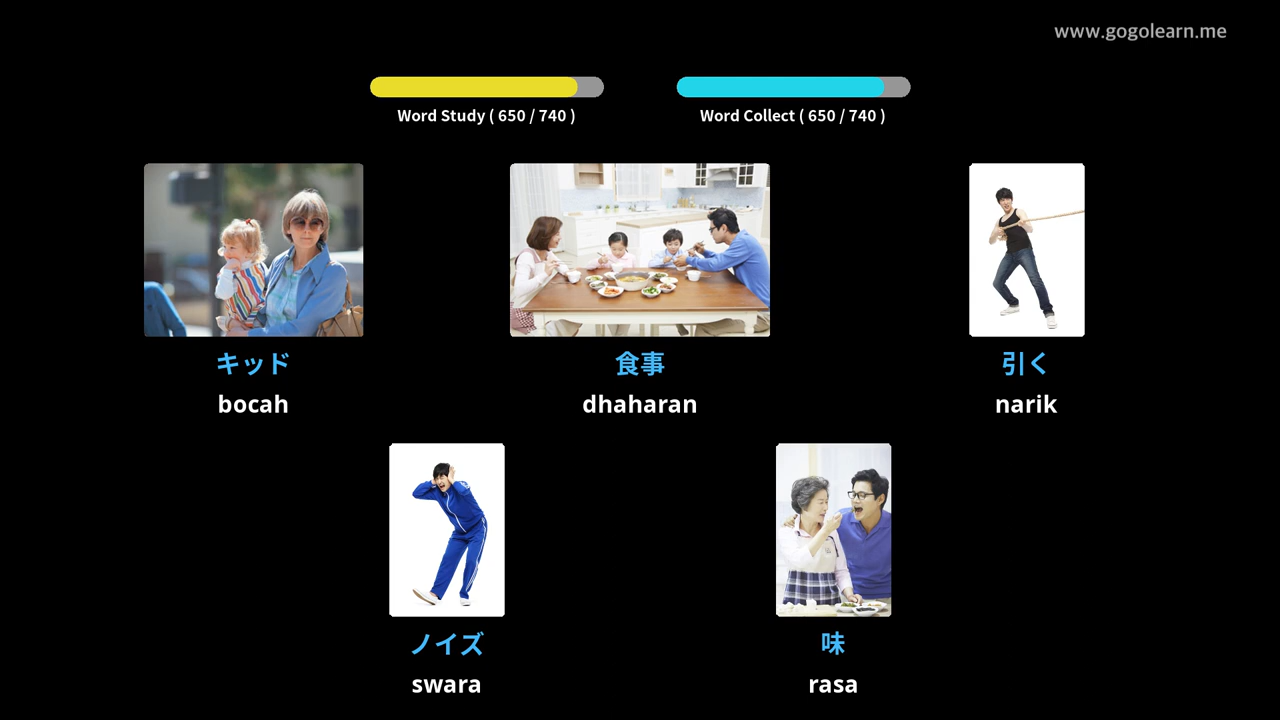 www.gogolearn.me
Word Study ( 650 / 740 )
Word Collect ( 650 / 740 )
キッド
bocah
食事
dhaharan
引く
narik
ノイズ
swara
味
rasa